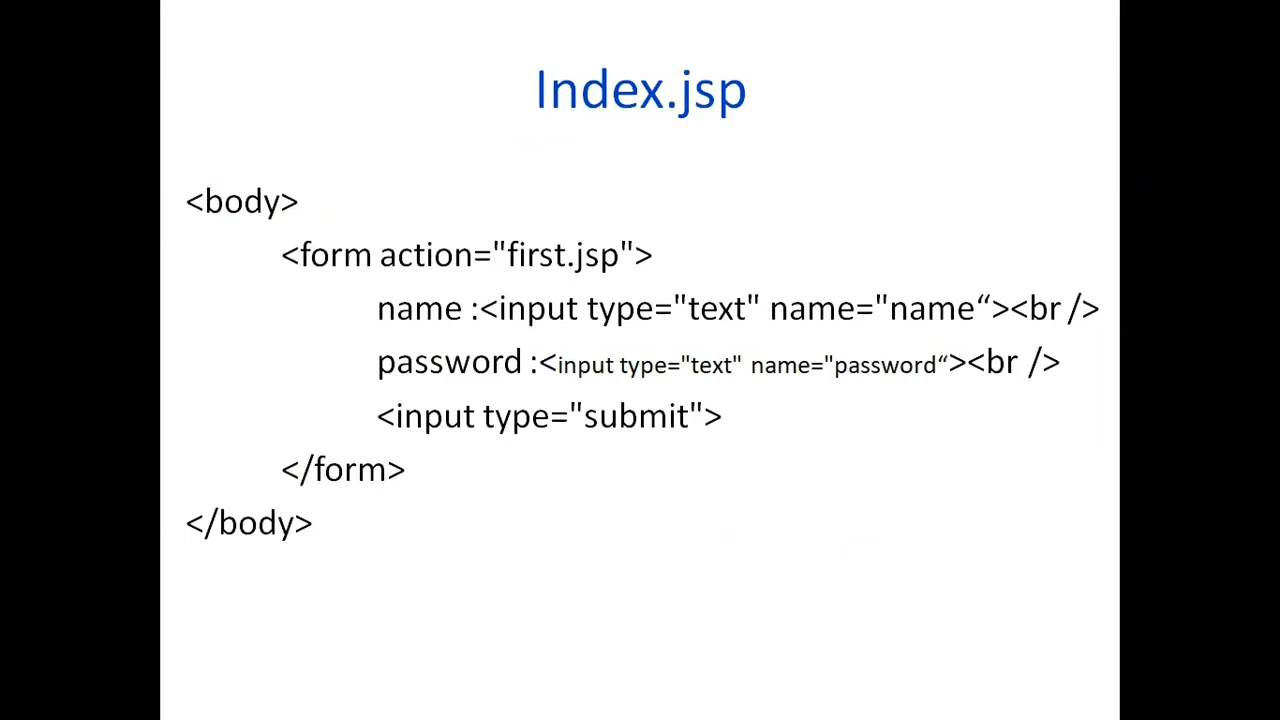 Index.jsp
<body>
<form action="first.jsp">
name :<input type="text" name="name“><br />
password :<input type="text" name="password“><br />
<input type="submit">
</form>
</body>